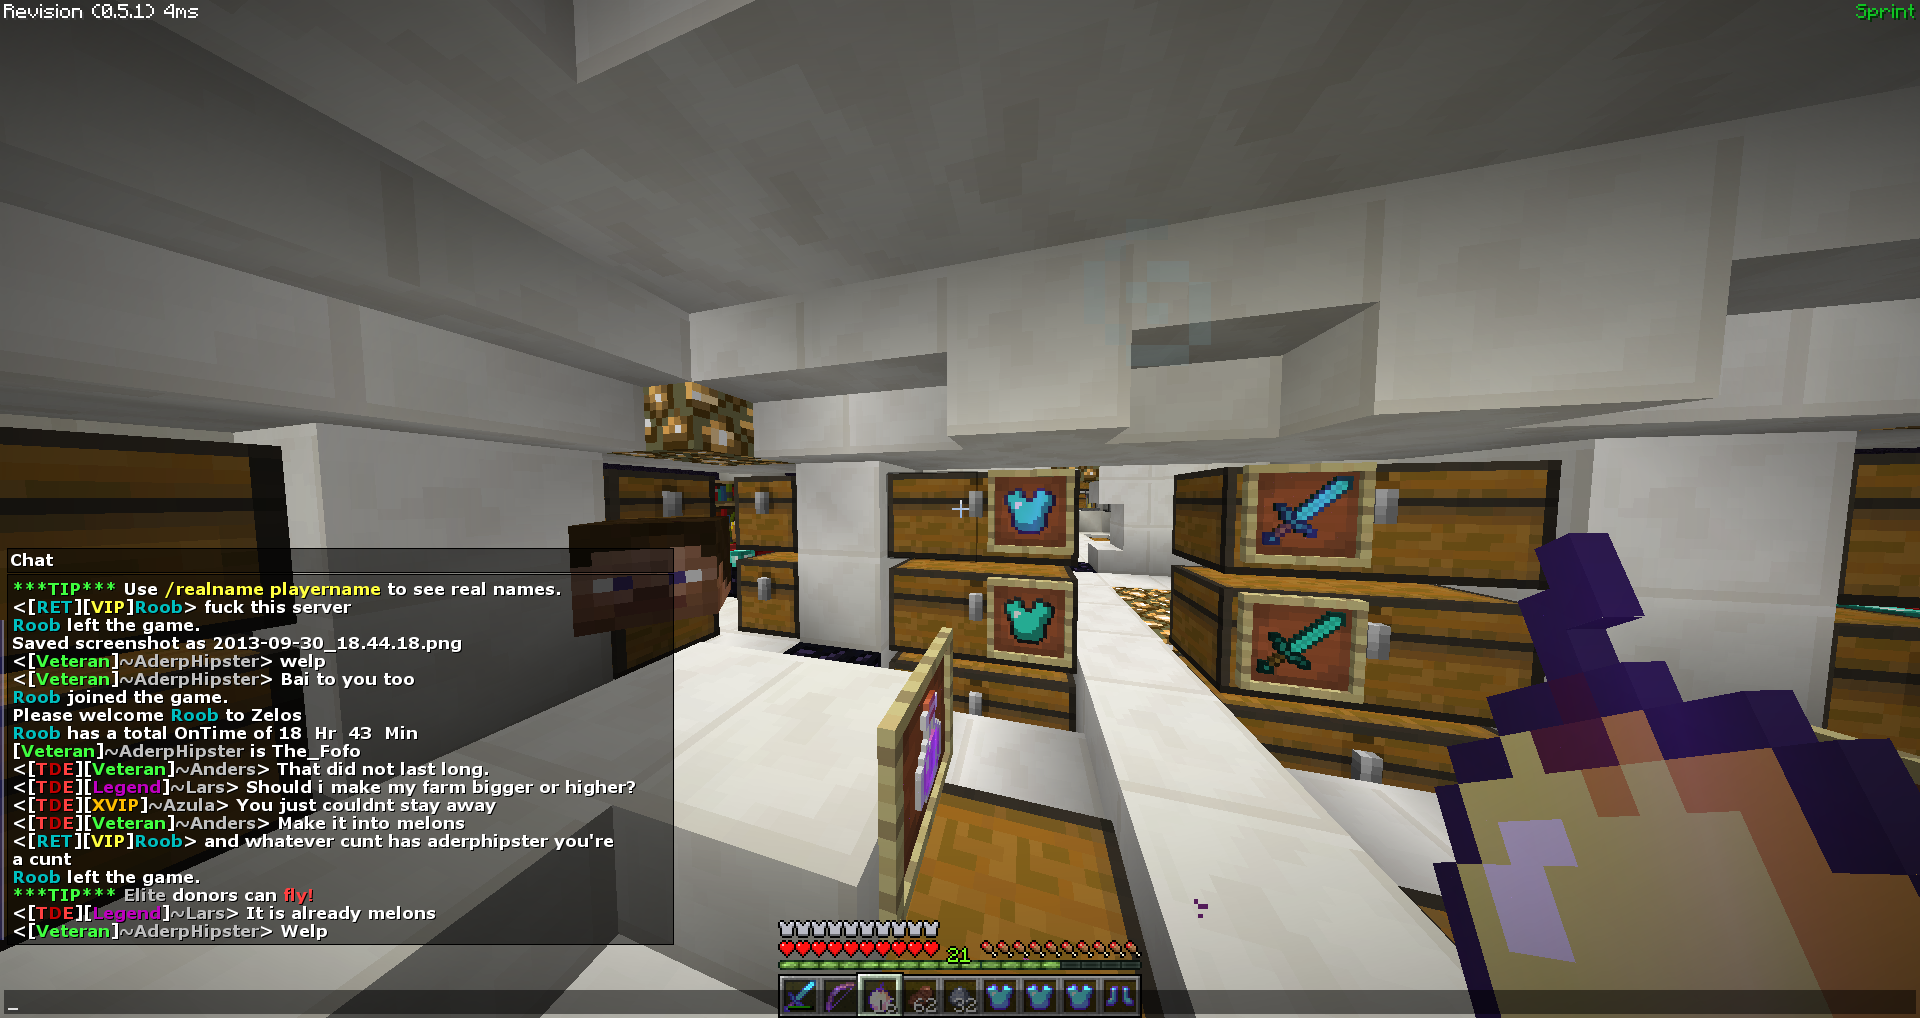 Revision (0.5.1) 4ms
Sprint
Chat
***TIP*** Use /realname playername to see real names.
<[RET][VIP]Roob> fuck this server
Roob left the game.
Saved screenshot as 2013-09-30_18.44.18.png
<[Veteran]~AderpHipster> welp
<[Veteran]~AderpHipster> Bai to you too
Roob joined the game.
Please welcome Roob to Zelos
Roob has a total OnTime of 18 Hr 43 Min
[Veteran]~AderpHipster is The_Fofo
<[TDE][Veteran]~Anders> That did not last long.
<[TDE][Legend]~Lars> Should i make my farm bigger or higher?
<[TDE][XVIP]~Azula> You just couldnt stay away
<[TDE][Veteran]~Anders> Make it into melons
<[RET][VIP]Roob> and whatever cunt has aderphipster you're
a cunt
Roob left the game.
***TIP*** Elite donors can fly!
<[TDE][Legend]~Lars> It is already melons
<[Veteran]~AderpHipster> Welp
21
16 62 32
_